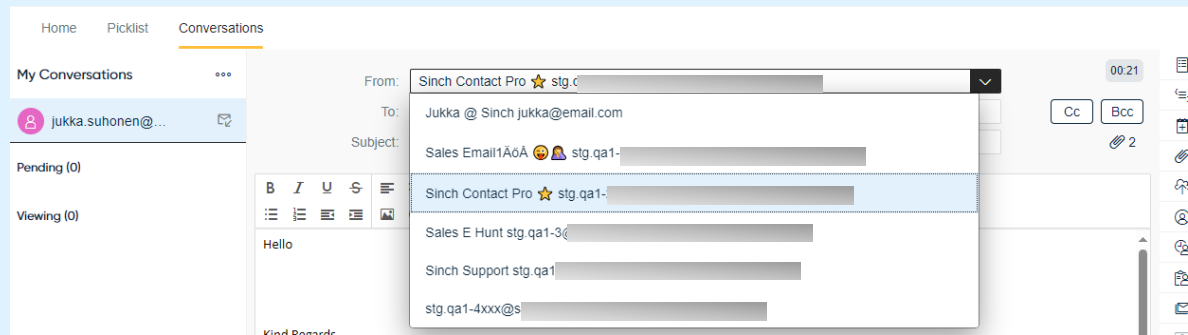 Home Picklist Conversations
My Conversations
From: Sinch Contact Pro ⭐ stg.
00:21
jukka.suhonen@...
To: Jukka @ Sinch jukka@email.com
Cc Bcc
Subject: Sales Email1ÄöÂ 😜🤦‍♀️ stg.qa1-
2
Pending (0)
B I U S
Sinch Contact Pro ⭐ stg.qa1-
Viewing (0)
Hello
Sales E Hunt stg.qa1-3@
Sinch Support stg.qa1
stg.qa1-4xxx@s
Kind Regards